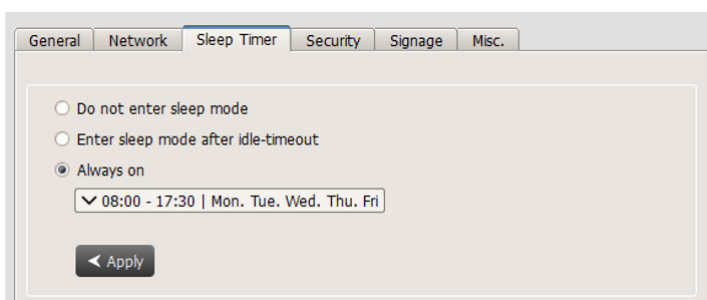 General Network Sleep Timer Security Signage Misc.
Do not enter sleep mode
Enter sleep mode after idle-timeout
Always on
08:00 - 17:30 | Mon. Tue. Wed. Thu. Fri
Apply